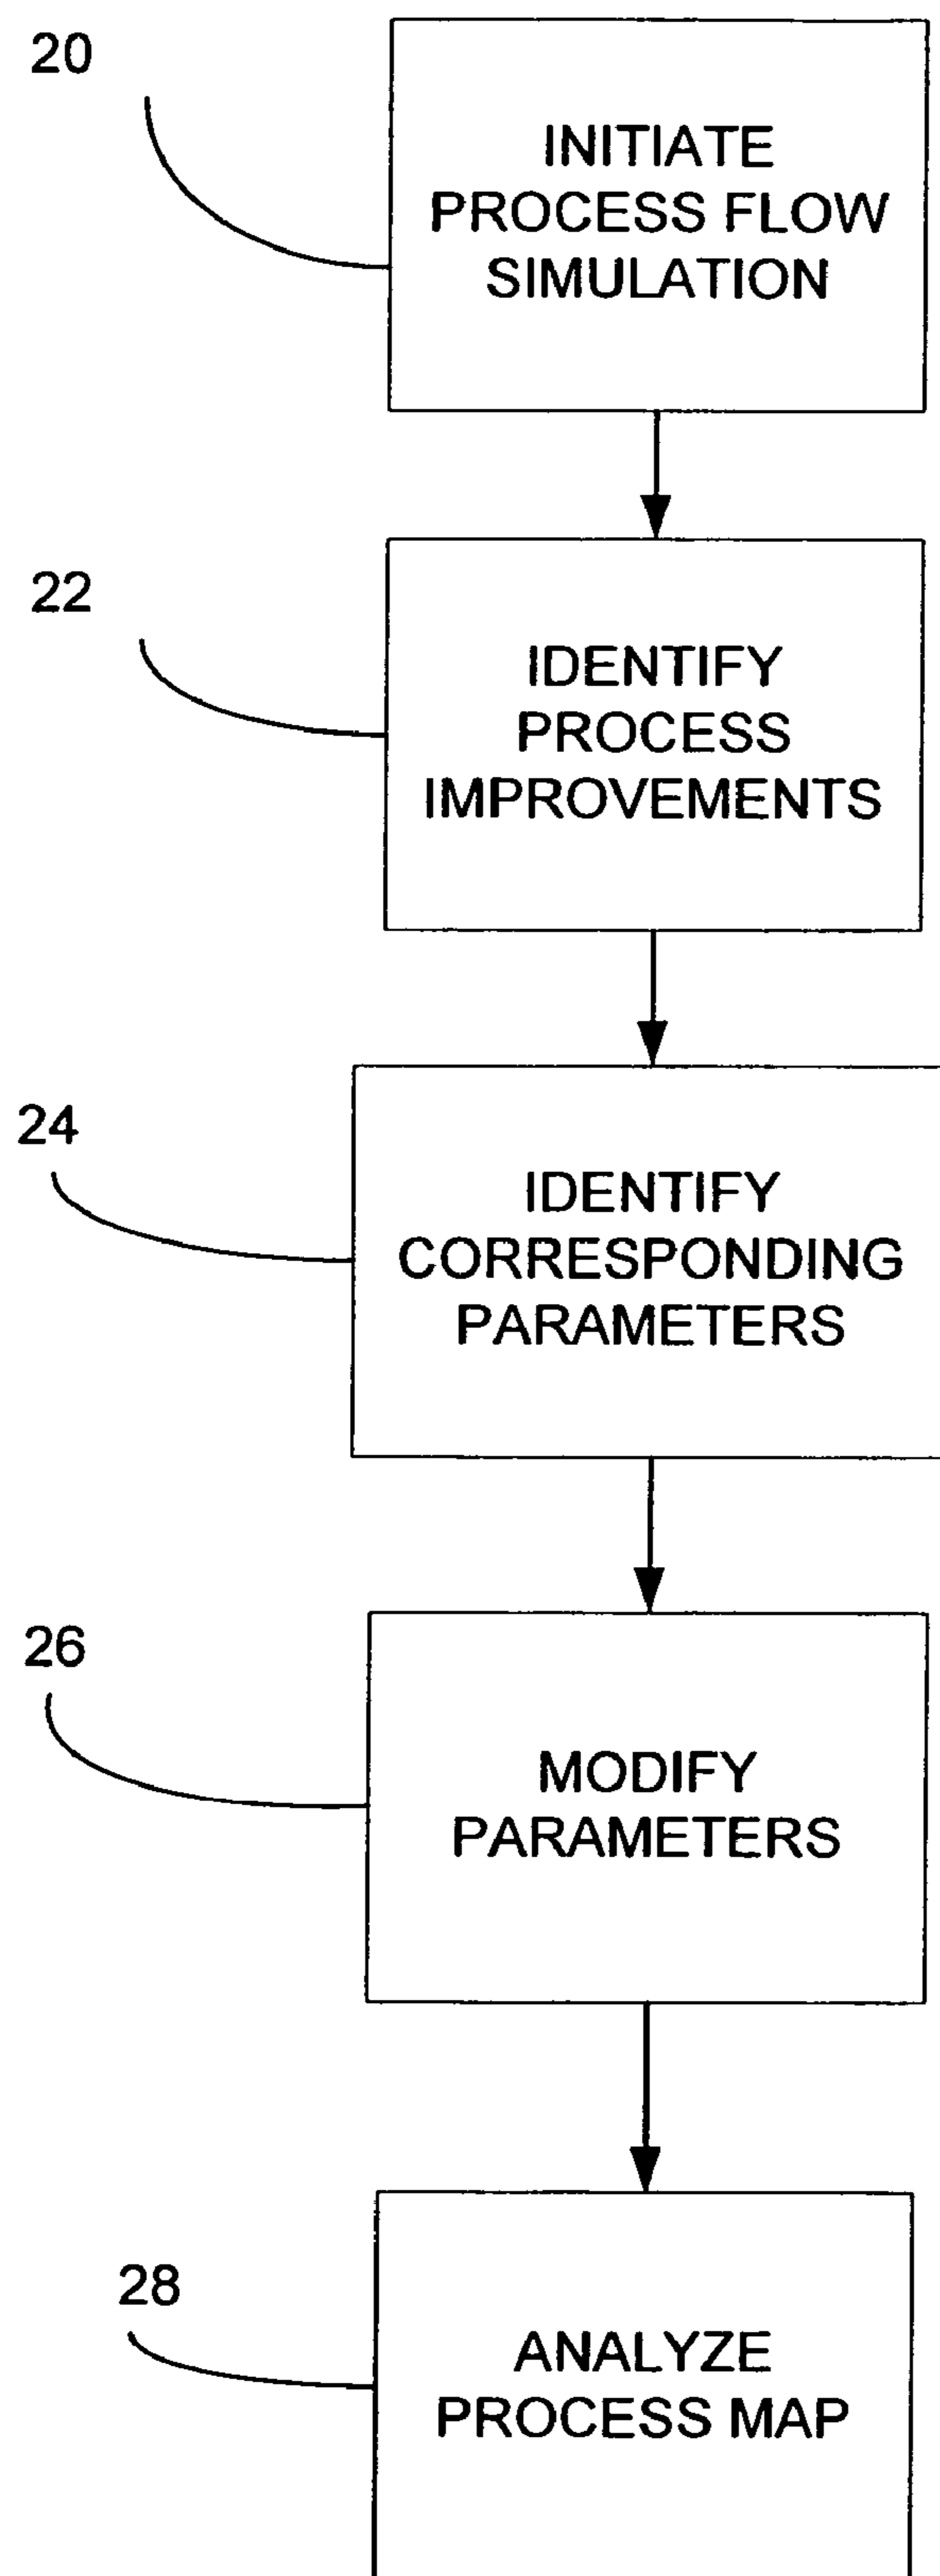 20
INITIATE
PROCESS FLOW
SIMULATION
22
IDENTIFY
PROCESS
IMPROVEMENTS
24
IDENTIFY
CORRESPONDING
PARAMETERS
26
MODIFY
PARAMETERS
28
ANALYZE
PROCESS MAP